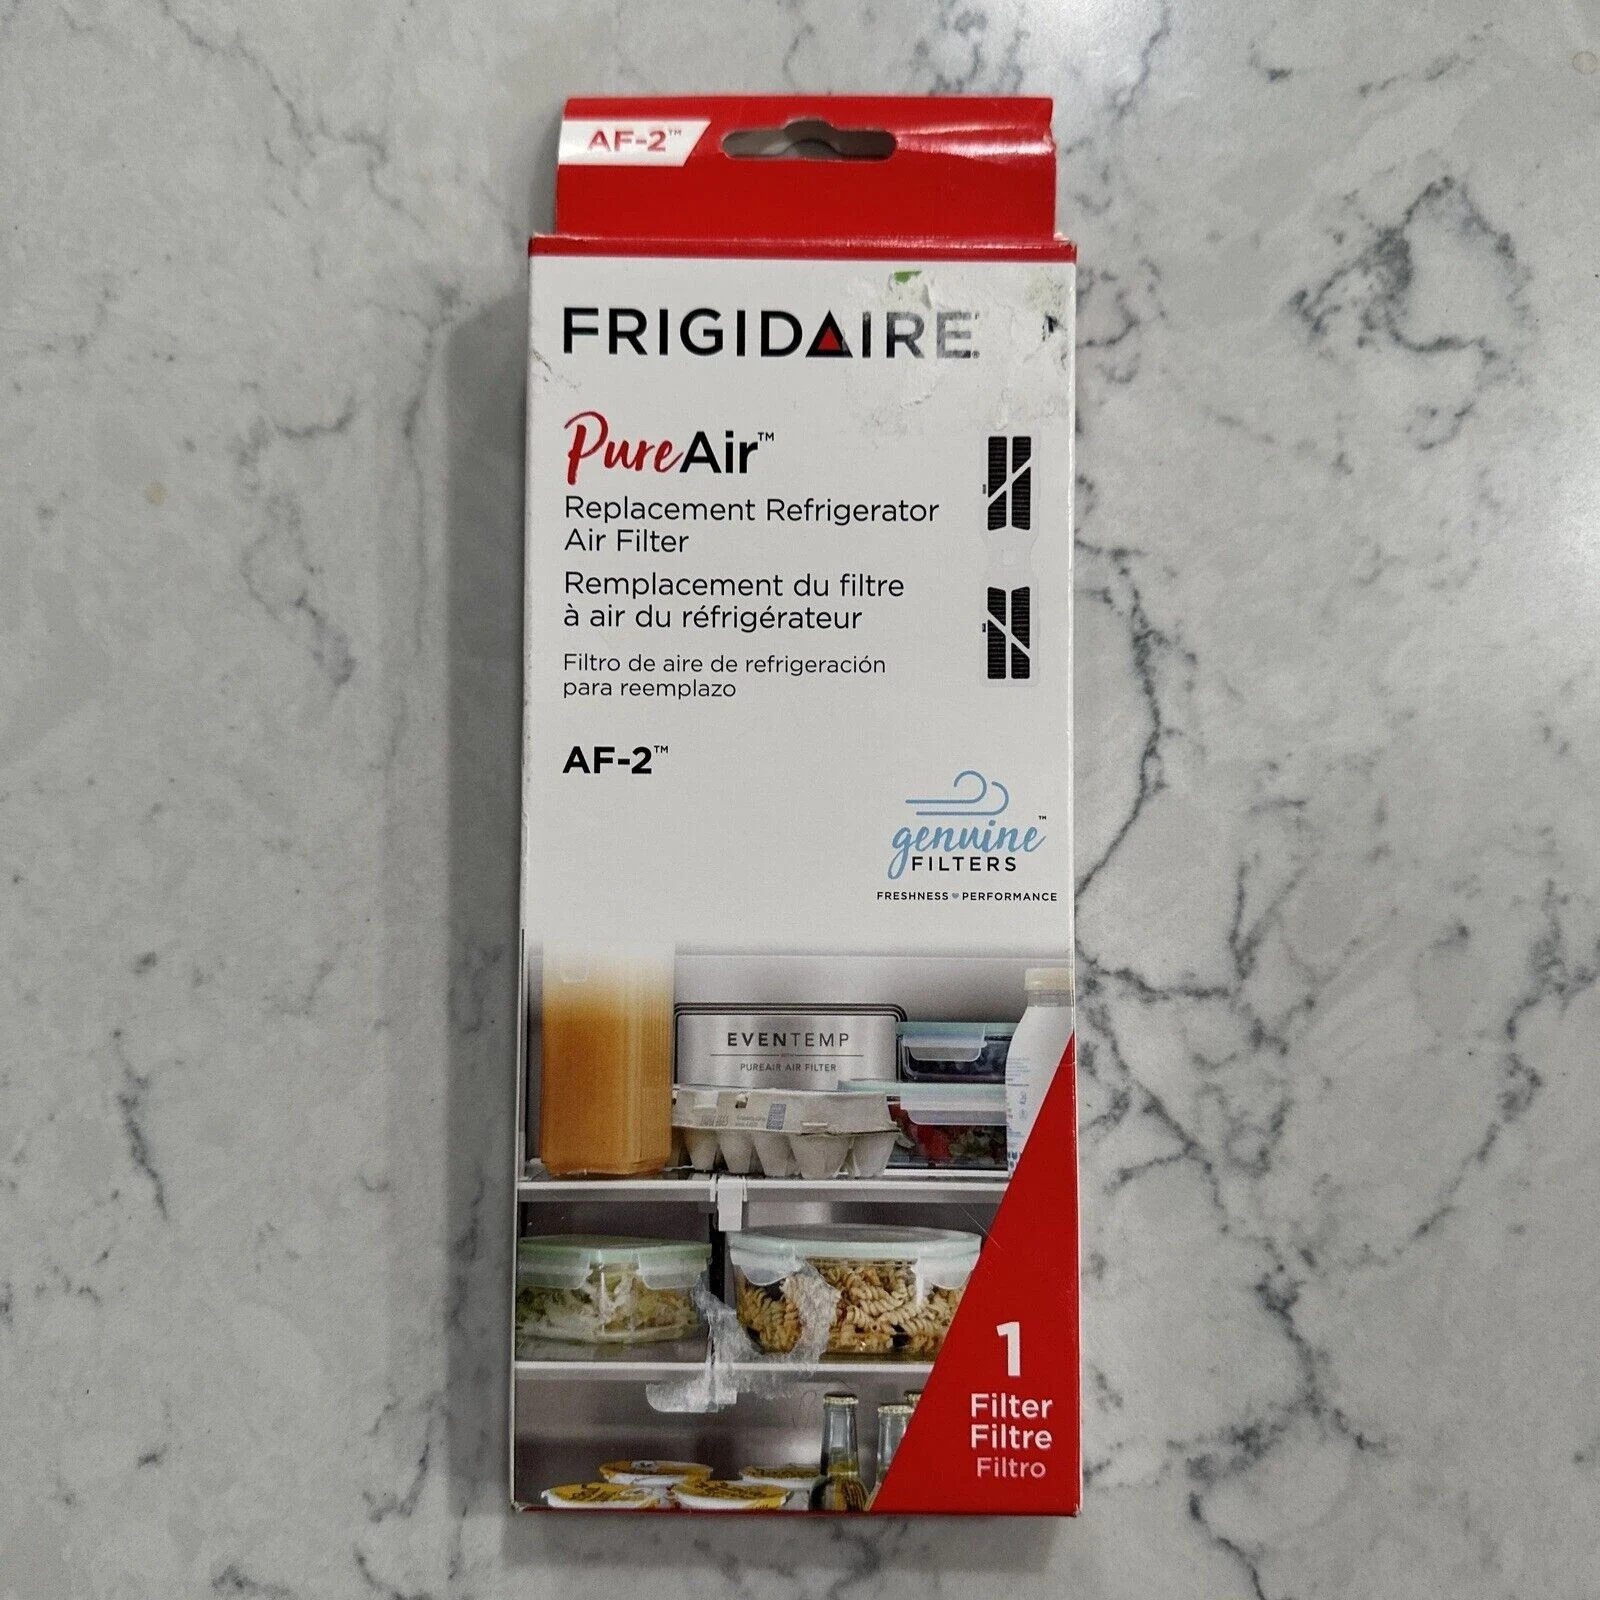 AF-2™
FRIGIDAIRE®
PureAir™
Replacement Refrigerator
Air Filter
Remplacement du filtre
à air du réfrigérateur
Filtro de aire de refrigeración
para reemplazo
AF-2™
genuine™
FILTERS
FRESHNESS PERFORMANCE
EVENTEMP
WITH
PUREAIR AIR FILTER
1
Filter
Filtre
Filtro